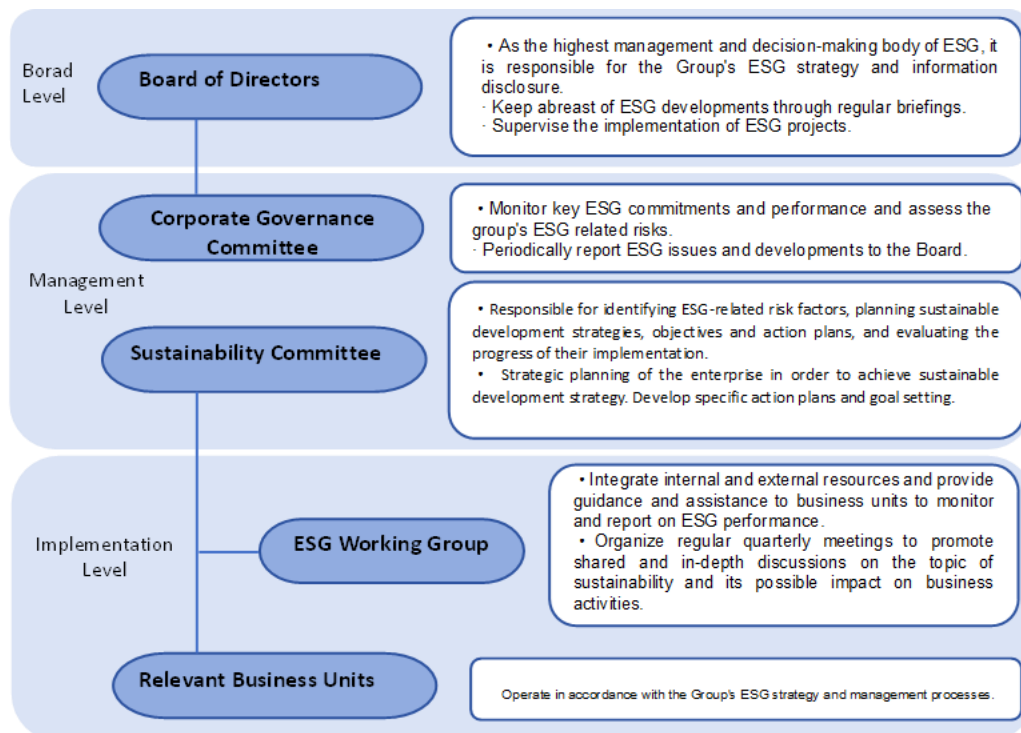 Borad
Level
Board of Directors
• As the highest management and decision-making body of ESG, it
is responsible for the Group's ESG strategy and information
disclosure.
· Keep abreast of ESG developments through regular briefings.
· Supervise the implementation of ESG projects.
Management
Level
Corporate Governance
Committee
• Monitor key ESG commitments and performance and assess the
group's ESG related risks.
· Periodically report ESG issues and developments to the Board.
Sustainability Committee
• Responsible for identifying ESG-related risk factors, planning sustainable
development strategies, objectives and action plans, and evaluating the
progress of their implementation.
• Strategic planning of the enterprise in order to achieve sustainable
development strategy. Develop specific action plans and goal setting.
Implementation
Level
ESG Working Group
• Integrate internal and external resources and provide
guidance and assistance to business units to monitor
and report on ESG performance.
• Organize regular quarterly meetings to promote
shared and in-depth discussions on the topic of
sustainability and its possible impact on business
activities.
Relevant Business Units
Operate in accordance with the Group's ESG strategy and management processes.